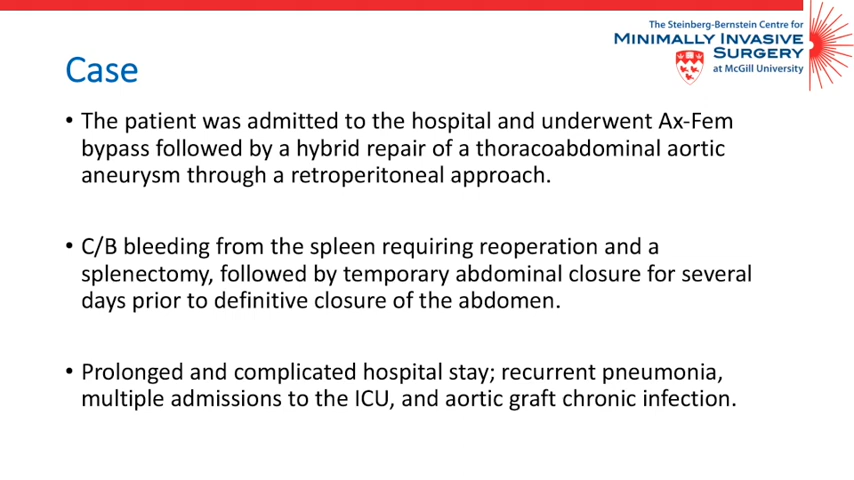 The Steinberg-Bernstein Centre for
MINIMALLY INVASIVE
SURGERY
at McGill University
Case
• The patient was admitted to the hospital and underwent Ax-Fem
bypass followed by a hybrid repair of a thoracoabdominal aortic
aneurysm through a retroperitoneal approach.
• C/B bleeding from the spleen requiring reoperation and a
splenectomy, followed by temporary abdominal closure for several
days prior to definitive closure of the abdomen.
• Prolonged and complicated hospital stay; recurrent pneumonia,
multiple admissions to the ICU, and aortic graft chronic infection.